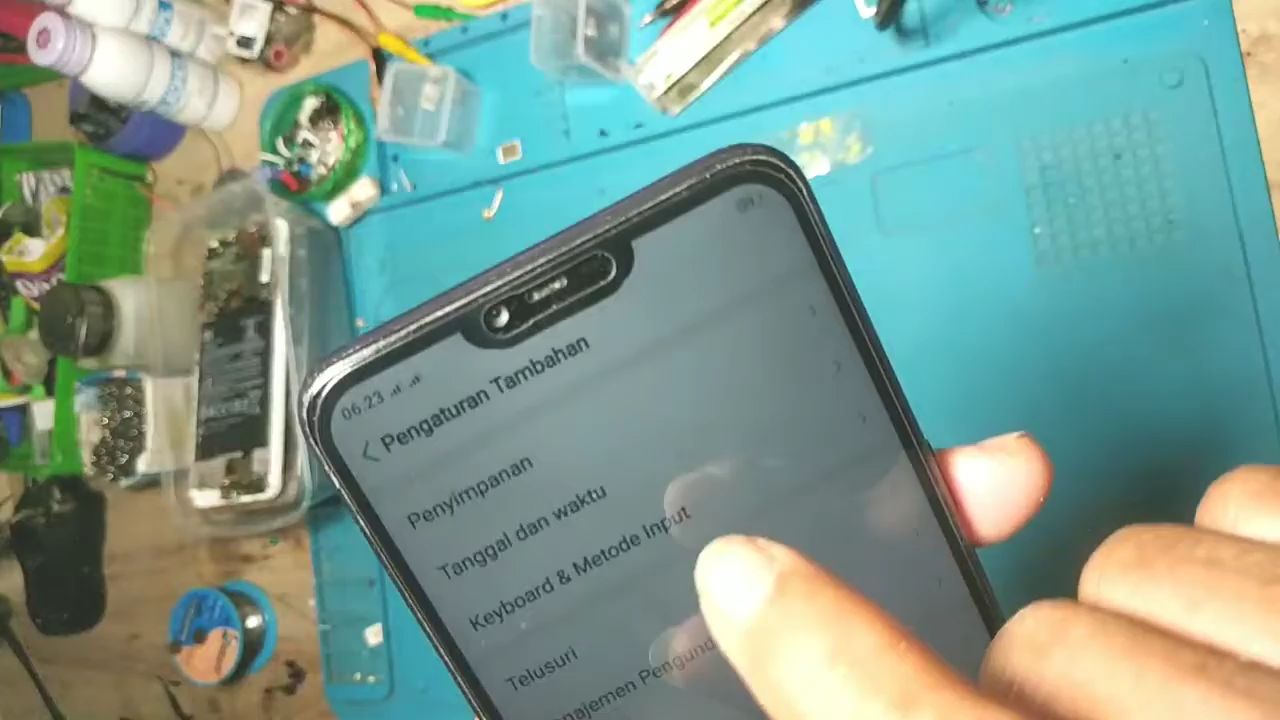 06.23
Pengaturan Tambahan
Penyimpanan
Tanggal dan waktu
Keyboard & Metode Input
Telusuri